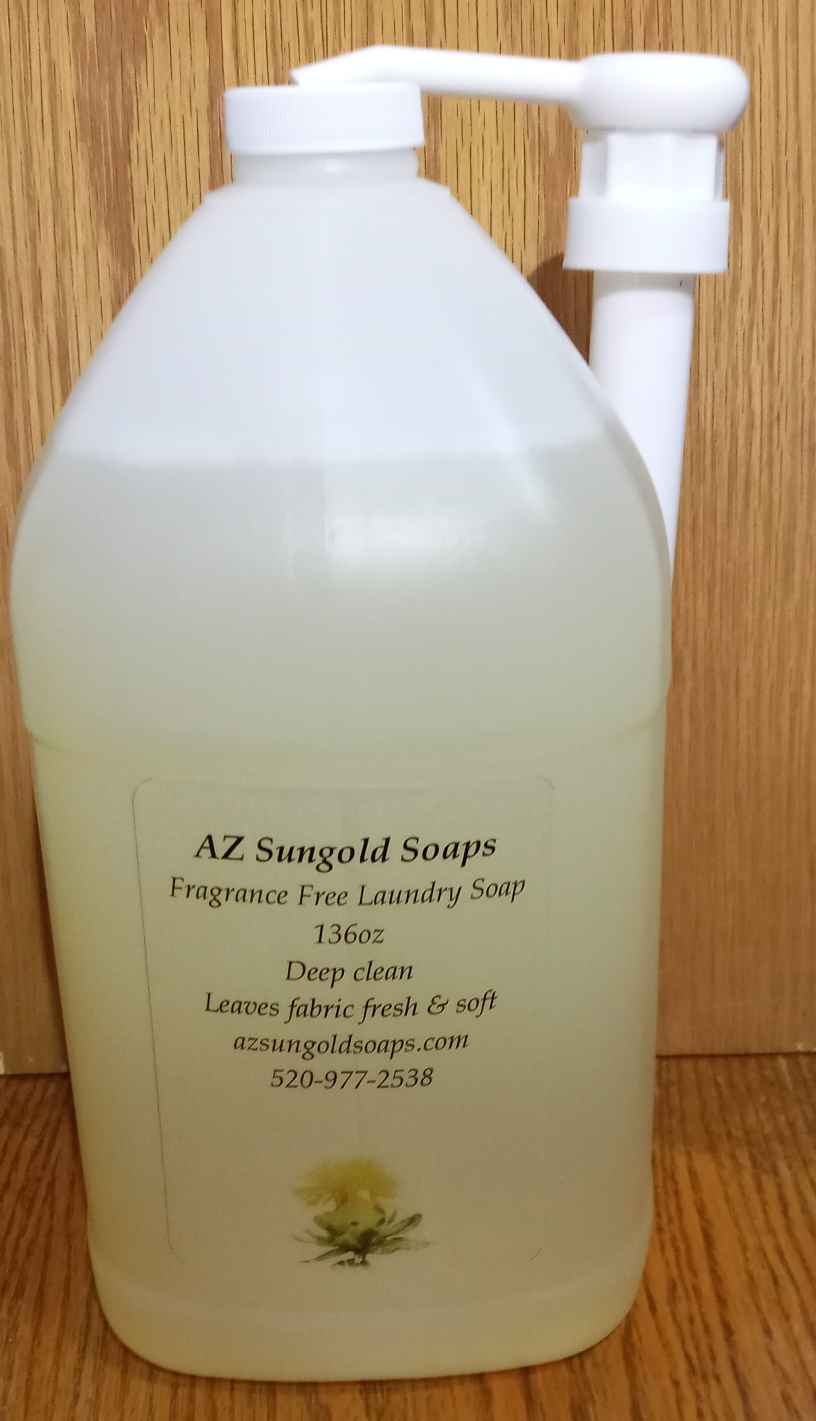 AZ Sungold Soaps
Fragrance Free Laundry Soap
136oz
Deep clean
Leaves fabric fresh & soft
azsungoldsoaps.com
520-977-2538